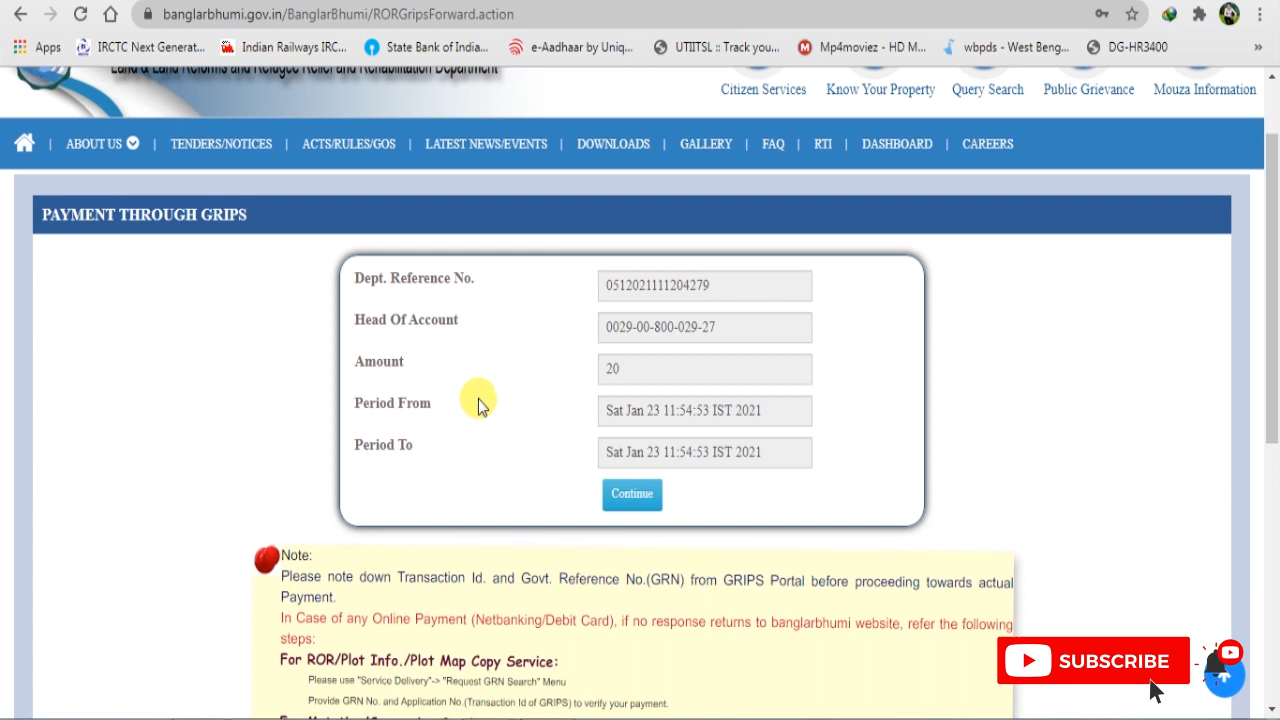 banglarbhumi.gov.in/BanglarBhumi/RORGripsForward.action
Apps IRCTC Next Generat... Indian Railways IRC... State Bank of India... e-Aadhaar by Uniq... UTIITSL :: Track you... Mp4moviez - HD M... wbpds - West Beng... DG-HR3400 »
Land & Land Reforms and Refugee Relief and Rehabilitation Department
Citizen Services Know Your Property Query Search Public Grievance Mouza Information
ABOUT US | TENDERS/NOTICES | ACTS/RULES/GOS | LATEST NEWS/EVENTS | DOWNLOADS | GALLERY | FAQ | RTI | DASHBOARD | CAREERS
PAYMENT THROUGH GRIPS
Dept. Reference No. 0512021111204279
Head Of Account 0029-00-800-029-27
Amount 20
Period From Sat Jan 23 11:54:53 IST 2021
Period To Sat Jan 23 11:54:53 IST 2021
Continue
Note:
Please note down Transaction Id. and Govt. Reference No.(GRN) from GRIPS Portal before proceeding towards actual
Payment.
In Case of any Online Payment (Netbanking/Debit Card), if no response returns to banglarbhumi website, refer the following
steps:
For ROR/Plot Info./Plot Map Copy Service:
Please use "Service Delivery"-> "Request GRN Search" Menu
Provide GRN No. and Application No.(Transaction Id of GRIPS) to verify your payment.
SUBSCRIBE